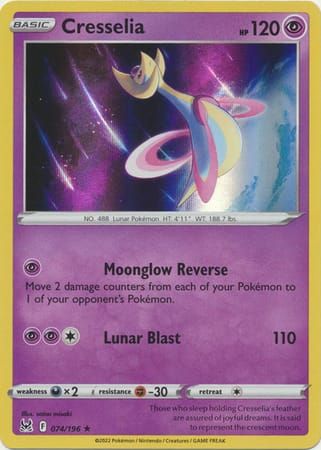 BASIC Cresselia HP 120
NO. 488 Lunar Pokémon HT: 4'11" WT: 188.7 lbs.
Moonglow Reverse
Move 2 damage counters from each of your Pokémon to
1 of your opponent's Pokémon.
Lunar Blast 110
weakness ×2 resistance -30 retreat
Illus. satoi misaki
F 074/196 ★
Those who sleep holding Cresselia's feather
are assured of joyful dreams. It is said
to represent the crescent moon.
©2022 Pokémon / Nintendo / Creatures / GAME FREAK